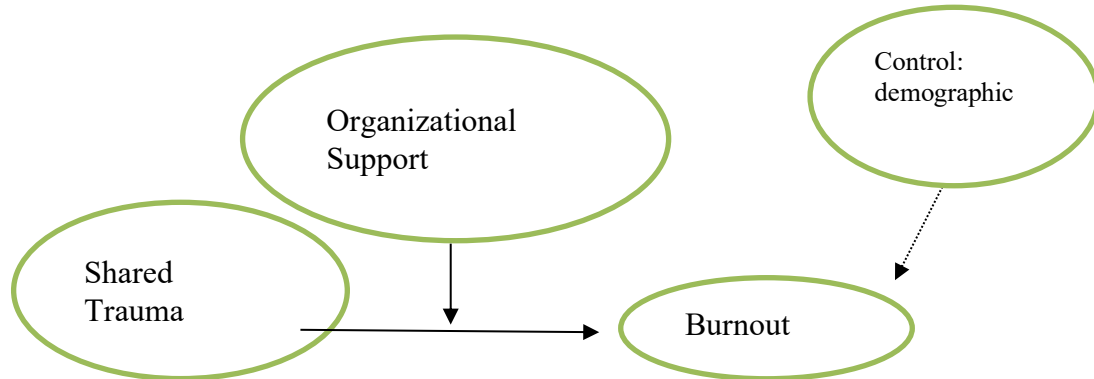 Control:
demographic
Organizational
Support
Shared
Trauma
Burnout